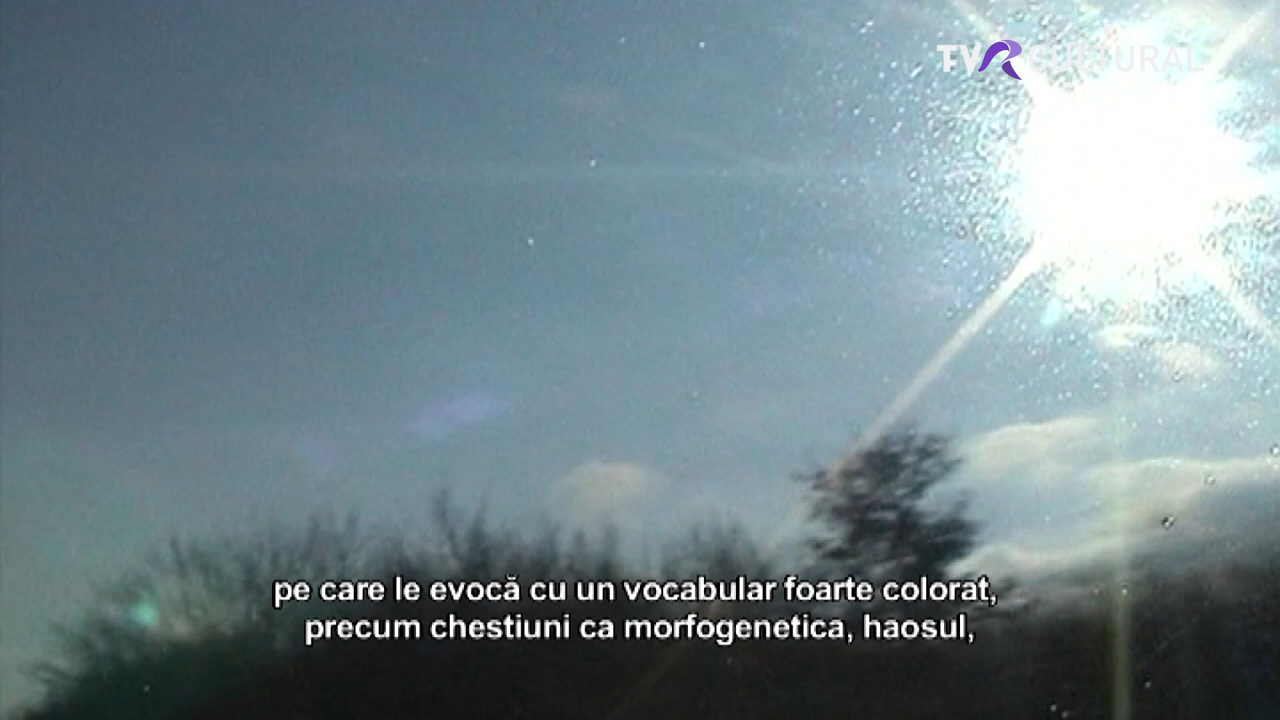 TVR CULTURAL
pe care le evocă cu un vocabular foarte colorat,
precum chestiuni ca morfogenetica, haosul,